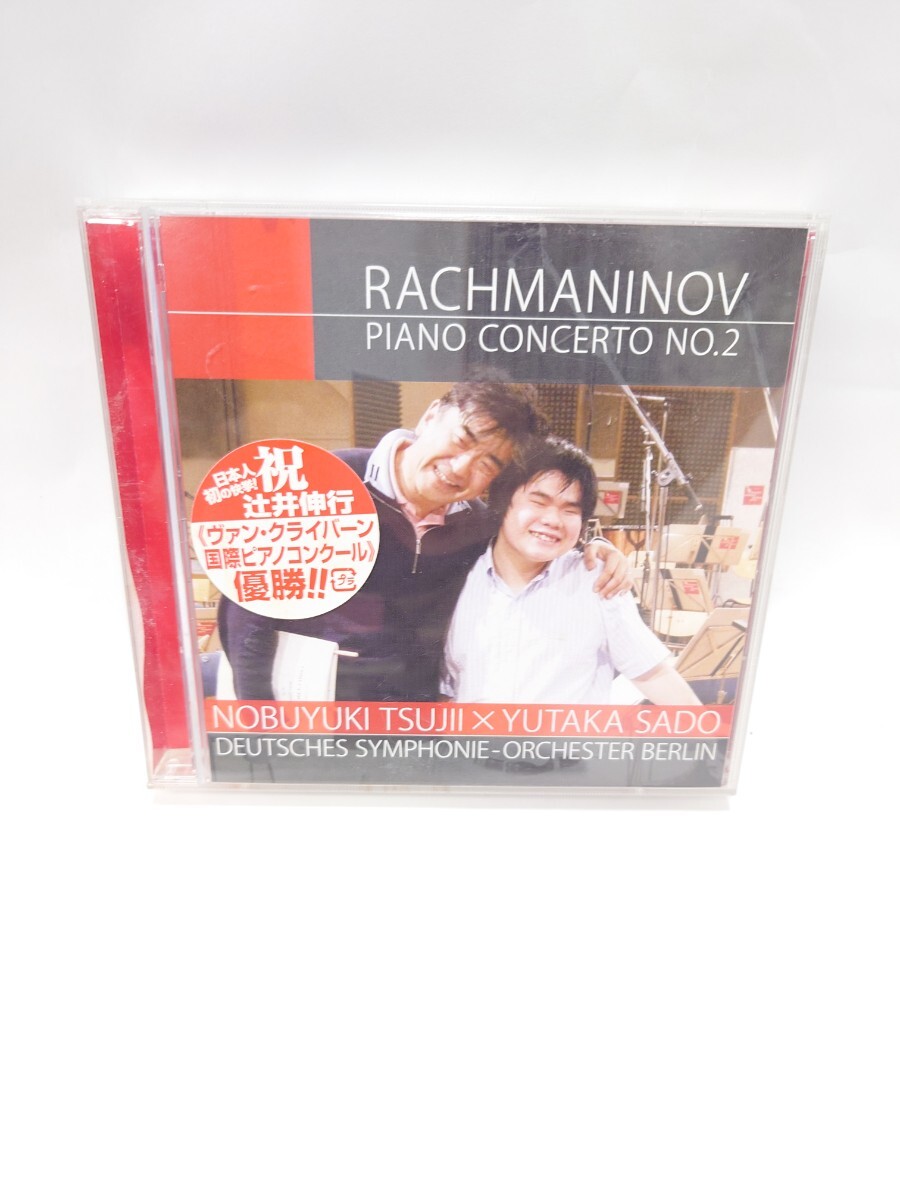 RACHMANINOV
PIANO CONCERTO NO.2
日本人
初の快挙!
祝
辻井伸行
《ヴァン・クライバーン
国際ピアノコンクール》
優勝!!
プラ
NOBUYUKI TSUJII × YUTAKA SADO
DEUTSCHES SYMPHONIE-ORCHESTER BERLIN